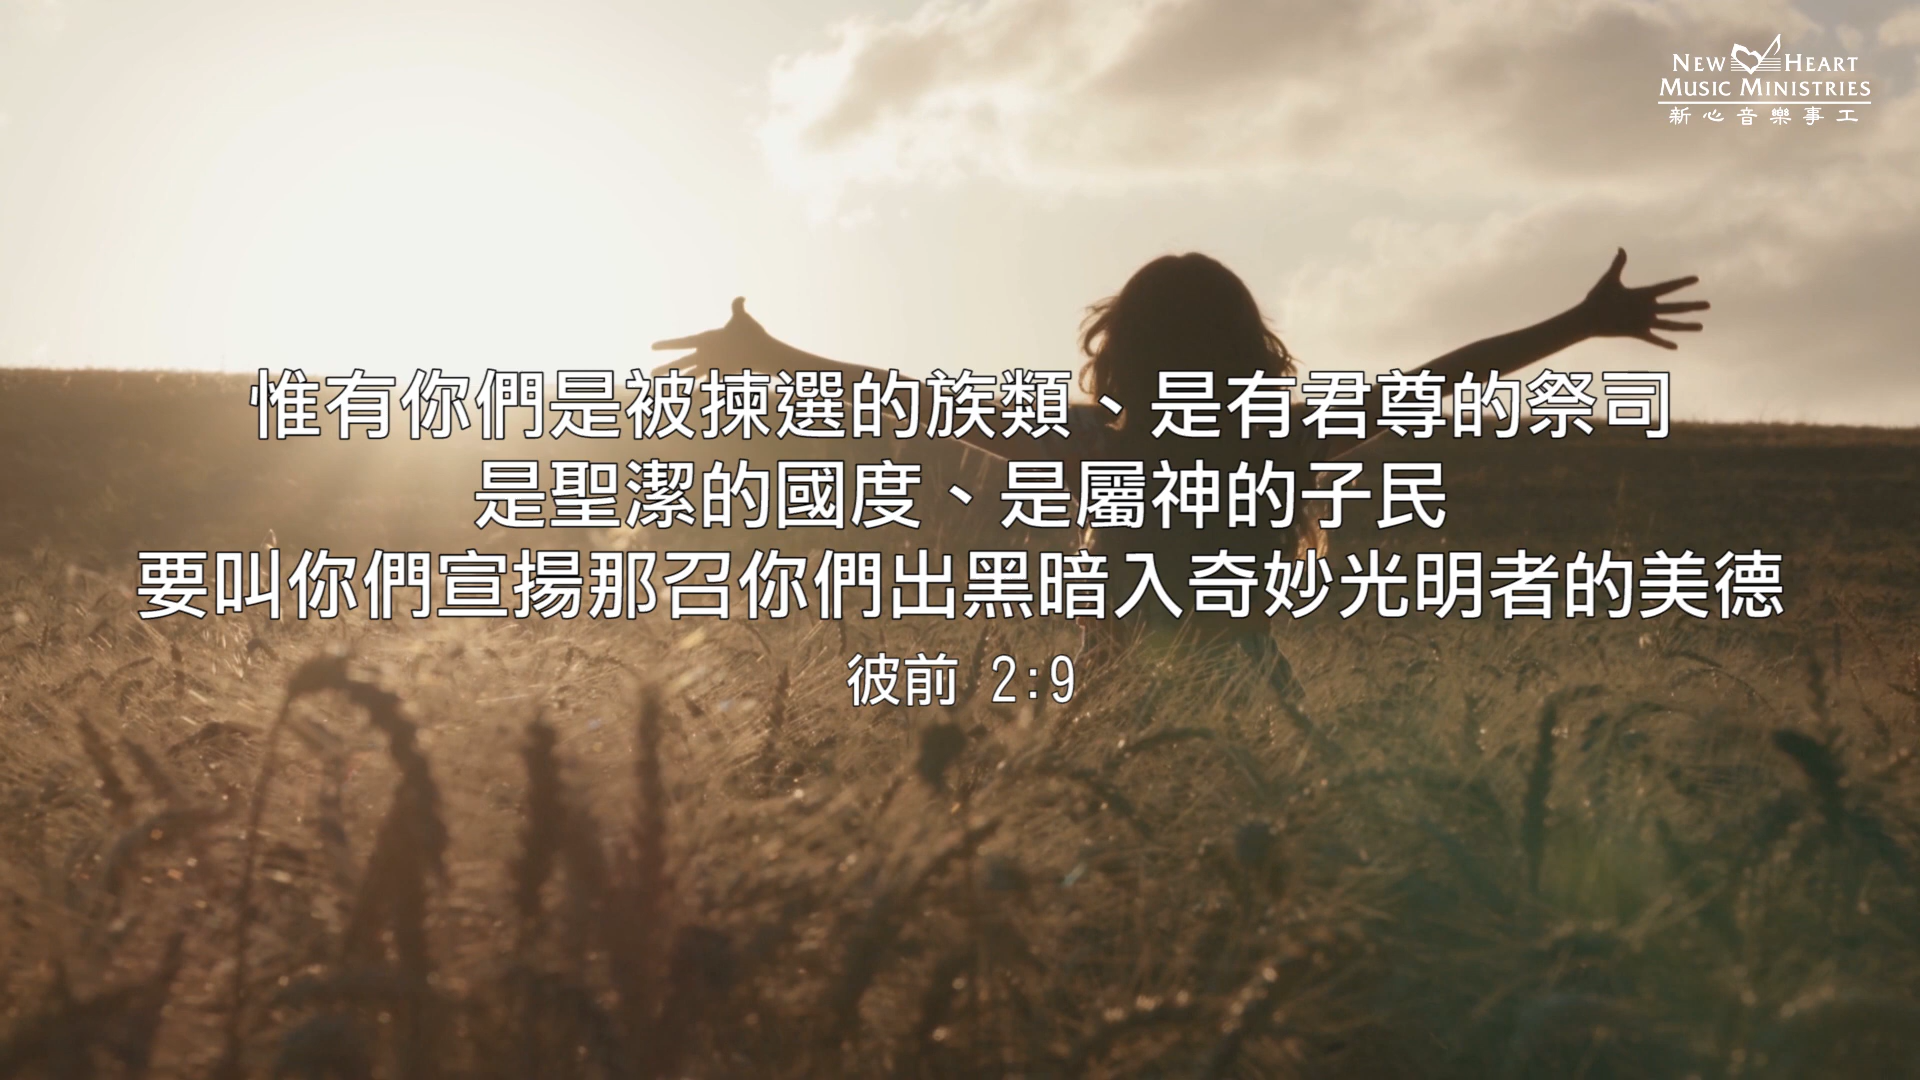 NEW HEART
MUSIC MINISTRIES
新心音樂事工
惟有你們是被揀選的族類、是有君尊的祭司
是聖潔的國度、是屬神的子民
要叫你們宣揚那召你們出黑暗入奇妙光明者的美德
彼前 2:9